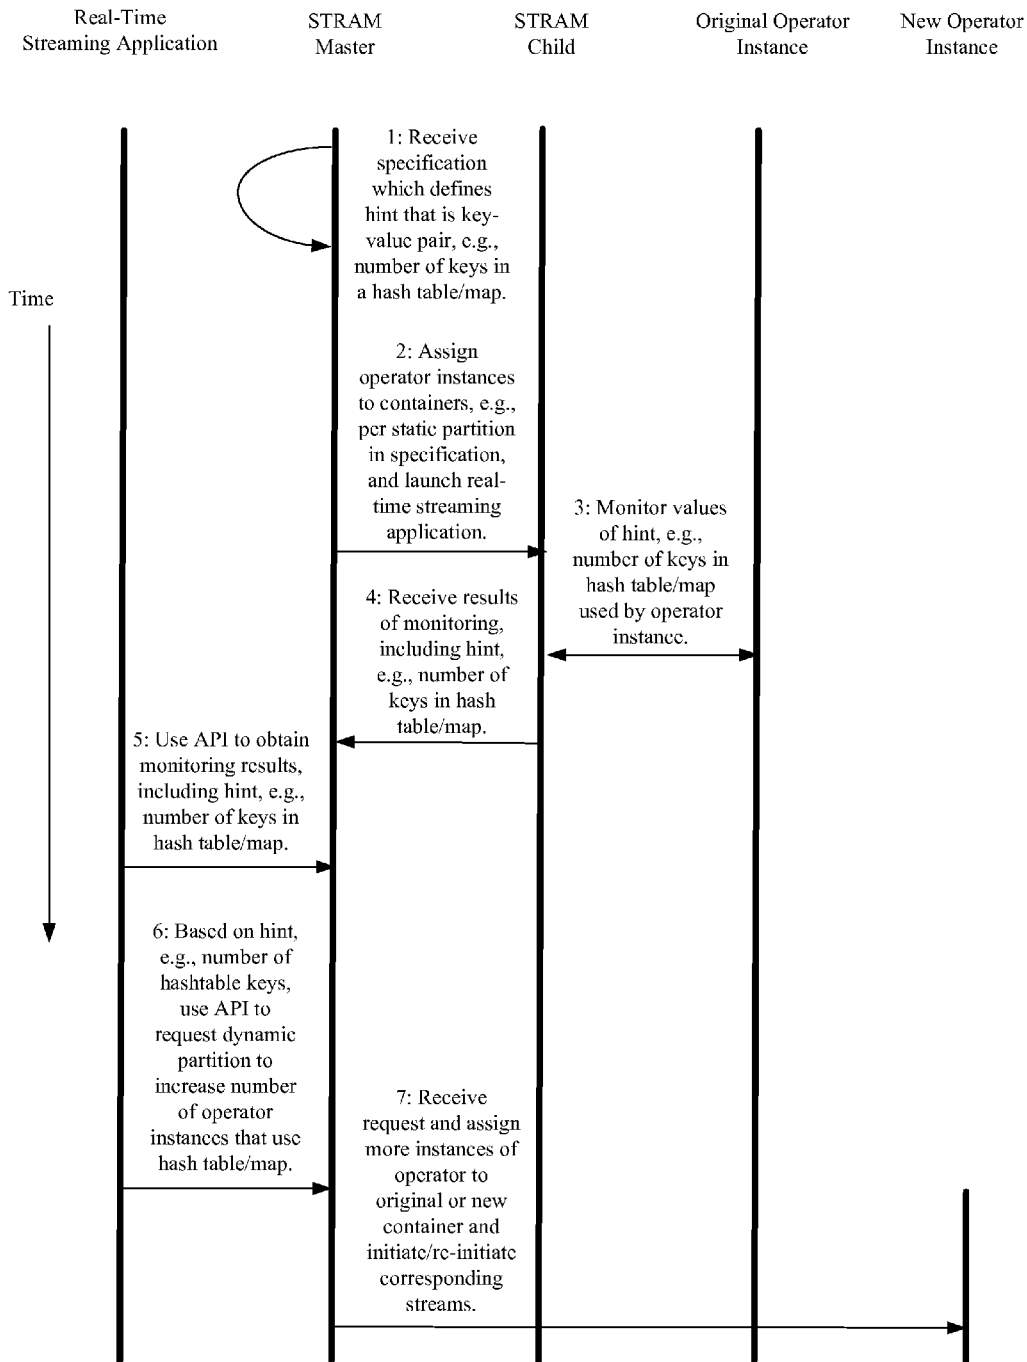 Real-Time
Streaming Application
STRAM
Master
STRAM
Child
Original Operator
Instance
New Operator
Instance
1: Receive
specification
which defines
hint that is key-
value pair, e.g.,
number of keys in
a hash table/map.
Time
2: Assign
operator instances
to containers, e.g.,
per static partition
in specification,
and launch real-
time streaming
application.
3: Monitor values
of hint, e.g.,
number of keys in
hash table/map
used by operator
instance.
4: Receive results
of monitoring,
including hint,
e.g., number of
keys in hash
table/map.
5: Use API to obtain
monitoring results,
including hint, e.g.,
number of keys in
hash table/map.
6: Based on hint,
e.g., number of
hashtable keys,
use API to
request dynamic
partition to
increase number
of operator
instances that use
hash table/map.
7: Receive
request and assign
more instances of
operator to
original or new
container and
initiate/re-initiate
corresponding
streams.